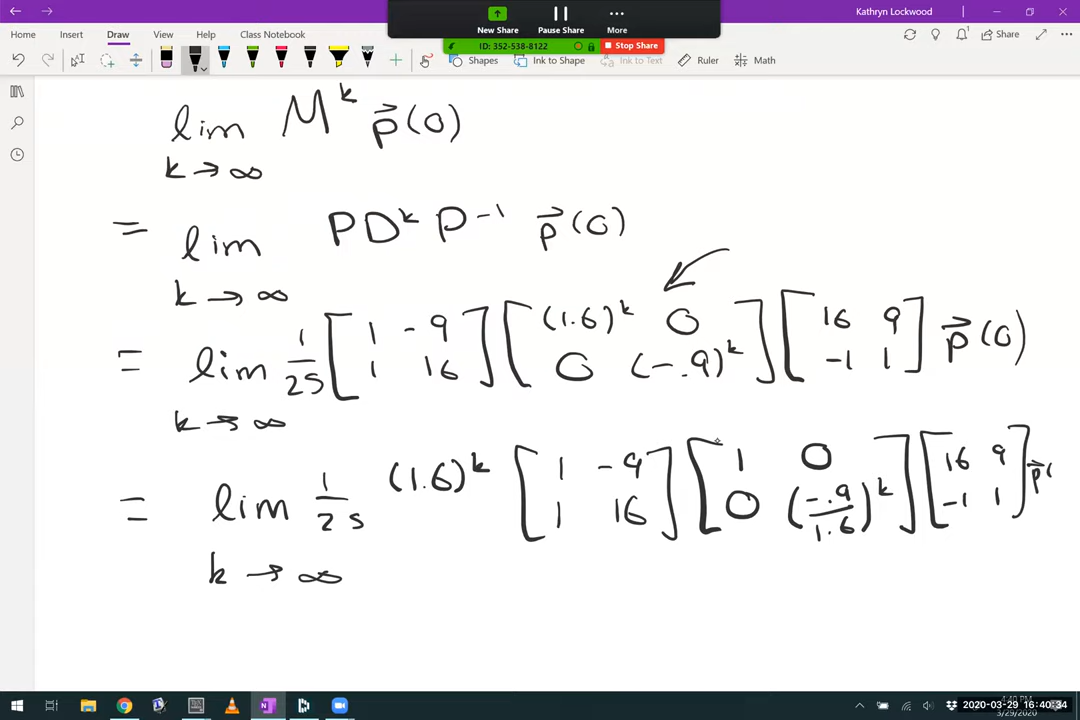 Kathryn Lockwood
New Share
Pause Share
More
ID: 352-538-8122
Stop Share
Home Insert Draw View Help Class Notebook
Share
Shapes Ink to Shape Ink to Text Ruler Math
lim M^k p⃗(0)
k→∞
= lim PD^k P^-1 p⃗(0)
k→∞
= lim 1/25 [1 -9; 1 16] [(1.6)^k 0; 0 (-.9)^k] [16 9; -1 1] p⃗(0)
k→∞
= lim 1/25 (1.6)^k [1 -9; 1 16] [1 0; 0 (-.9/1.6)^k] [16 9; -1 1] p⃗(
k→∞
2020-03-29 16:40:34